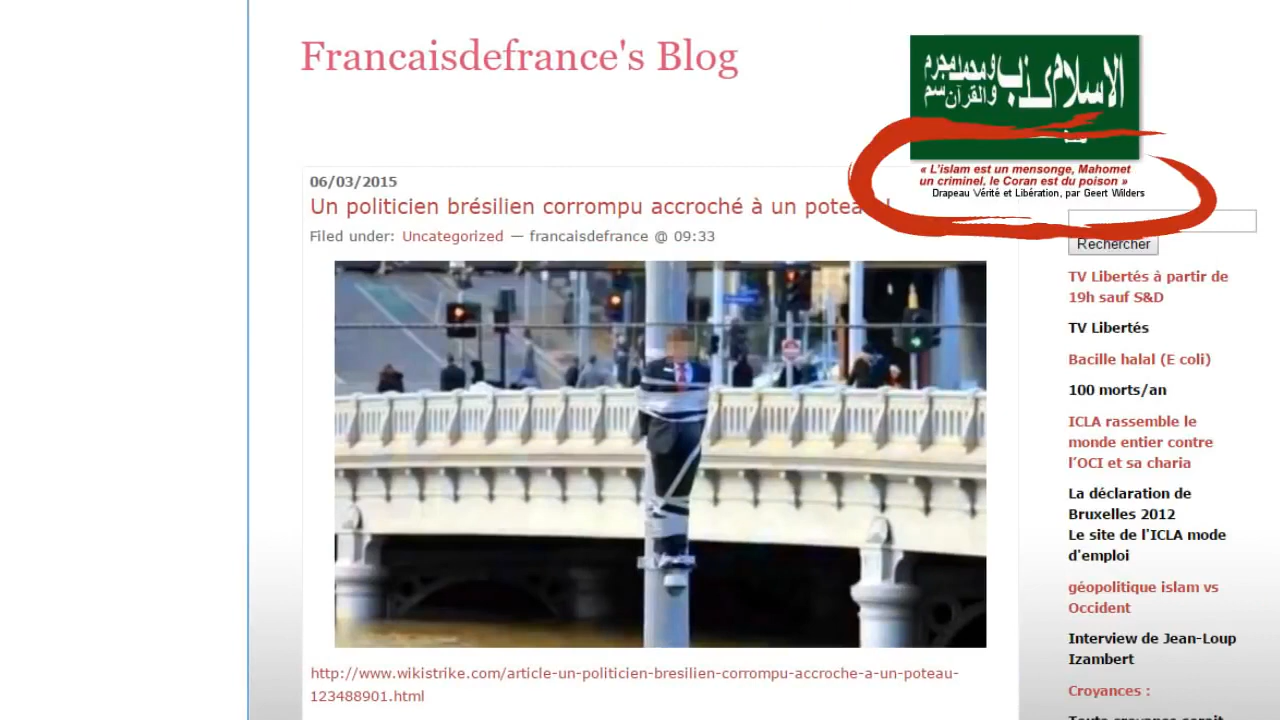 Francaisdefrance's Blog
الاسلام كذب
و محمد مجرم
والقرآن سم
« L'islam est un mensonge, Mahomet
un criminel, le Coran est du poison »
Drapeau Vérité et Libération, par Geert Wilders
06/03/2015
Un politicien brésilien corrompu accroché à un poteau !
Filed under: Uncategorized — francaisdefrance @ 09:33
http://www.wikistrike.com/article-un-politicien-bresilien-corrompu-accroche-a-un-poteau-
123488901.html
Rechercher
TV Libertés à partir de
19h sauf S&D
TV Libertés
Bacille halal (E coli)
100 morts/an
ICLA rassemble le
monde entier contre
l'OCI et sa charia
La déclaration de
Bruxelles 2012
Le site de l'ICLA mode
d'emploi
géopolitique islam vs
Occident
Interview de Jean-Loup
Izambert
Croyances :